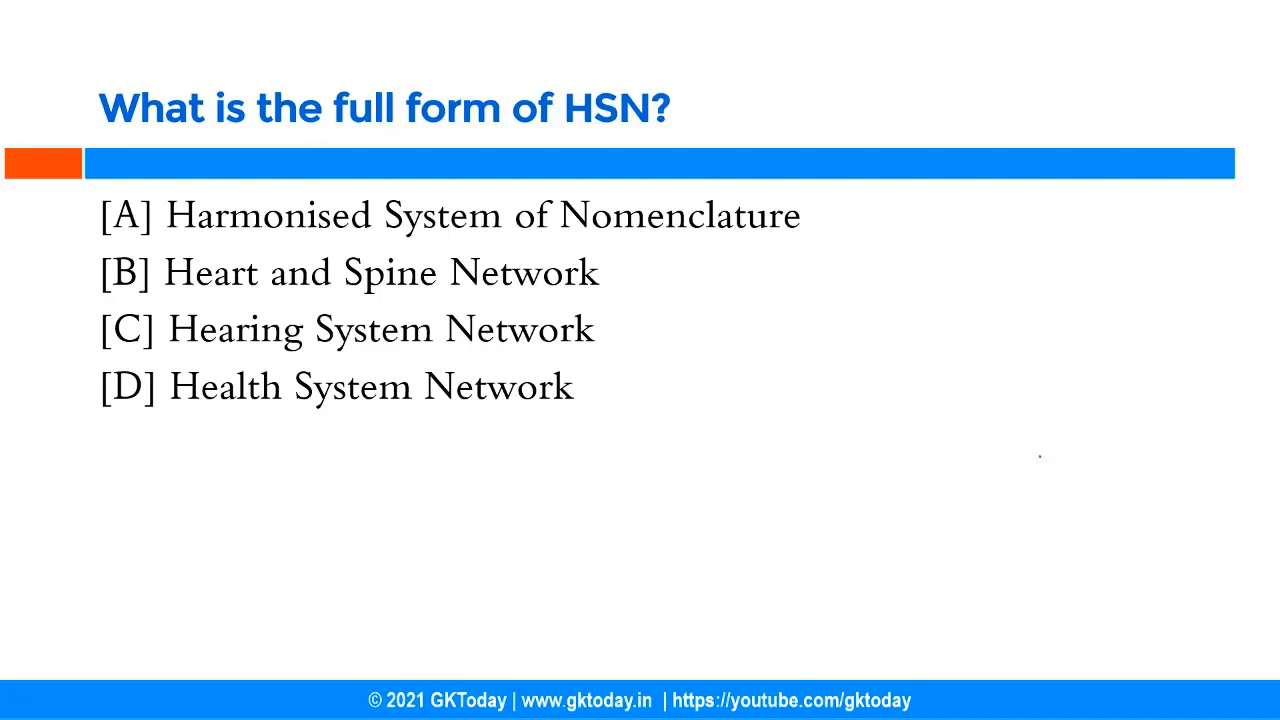 What is the full form of HSN?
[A] Harmonised System of Nomenclature
[B] Heart and Spine Network
[C] Hearing System Network
[D] Health System Network
© 2021 GKToday | www.gktoday.in | https://youtube.com/gktoday